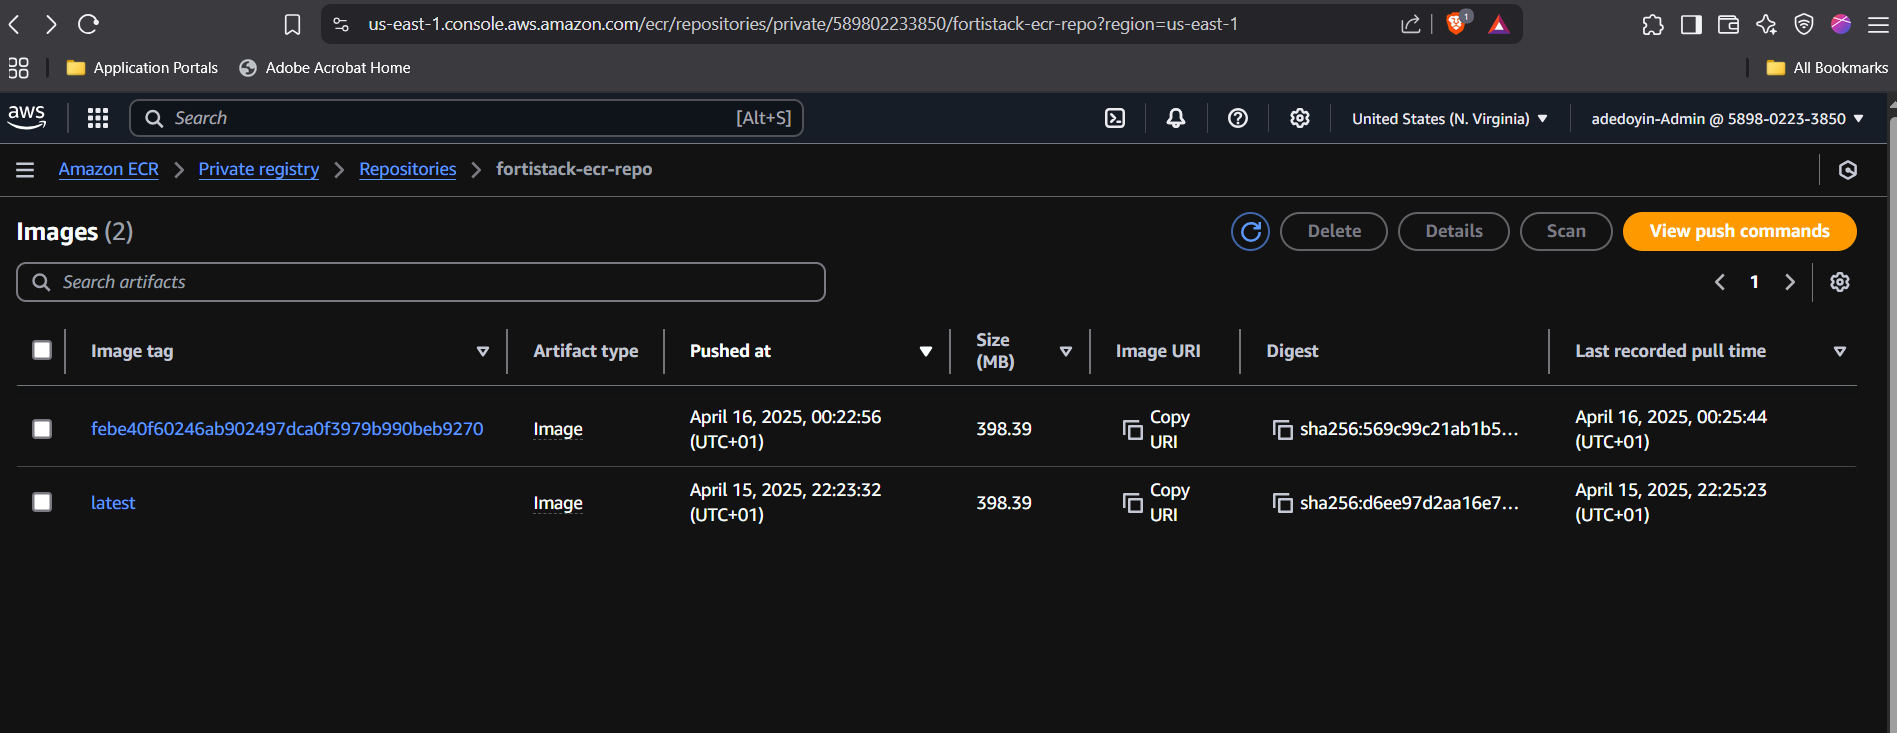 us-east-1.console.aws.amazon.com/ecr/repositories/private/589802233850/fortistack-ecr-repo?region=us-east-1
1
Application Portals
Adobe Acrobat Home
All Bookmarks
aws
Search
[Alt+S]
United States (N. Virginia)
adedoyin-Admin @ 5898-0223-3850
Amazon ECR
Private registry
Repositories
fortistack-ecr-repo
Images (2)
Delete
Details
Scan
View push commands
Search artifacts
1
Image tag
Artifact type
Pushed at
Size
(MB)
Image URI
Digest
Last recorded pull time
febe40f60246ab902497dca0f3979b990beb9270
Image
April 16, 2025, 00:22:56
(UTC+01)
398.39
Copy
URI
sha256:569c99c21ab1b5...
April 16, 2025, 00:25:44
(UTC+01)
latest
Image
April 15, 2025, 22:23:32
(UTC+01)
398.39
Copy
URI
sha256:d6ee97d2aa16e7...
April 15, 2025, 22:25:23
(UTC+01)